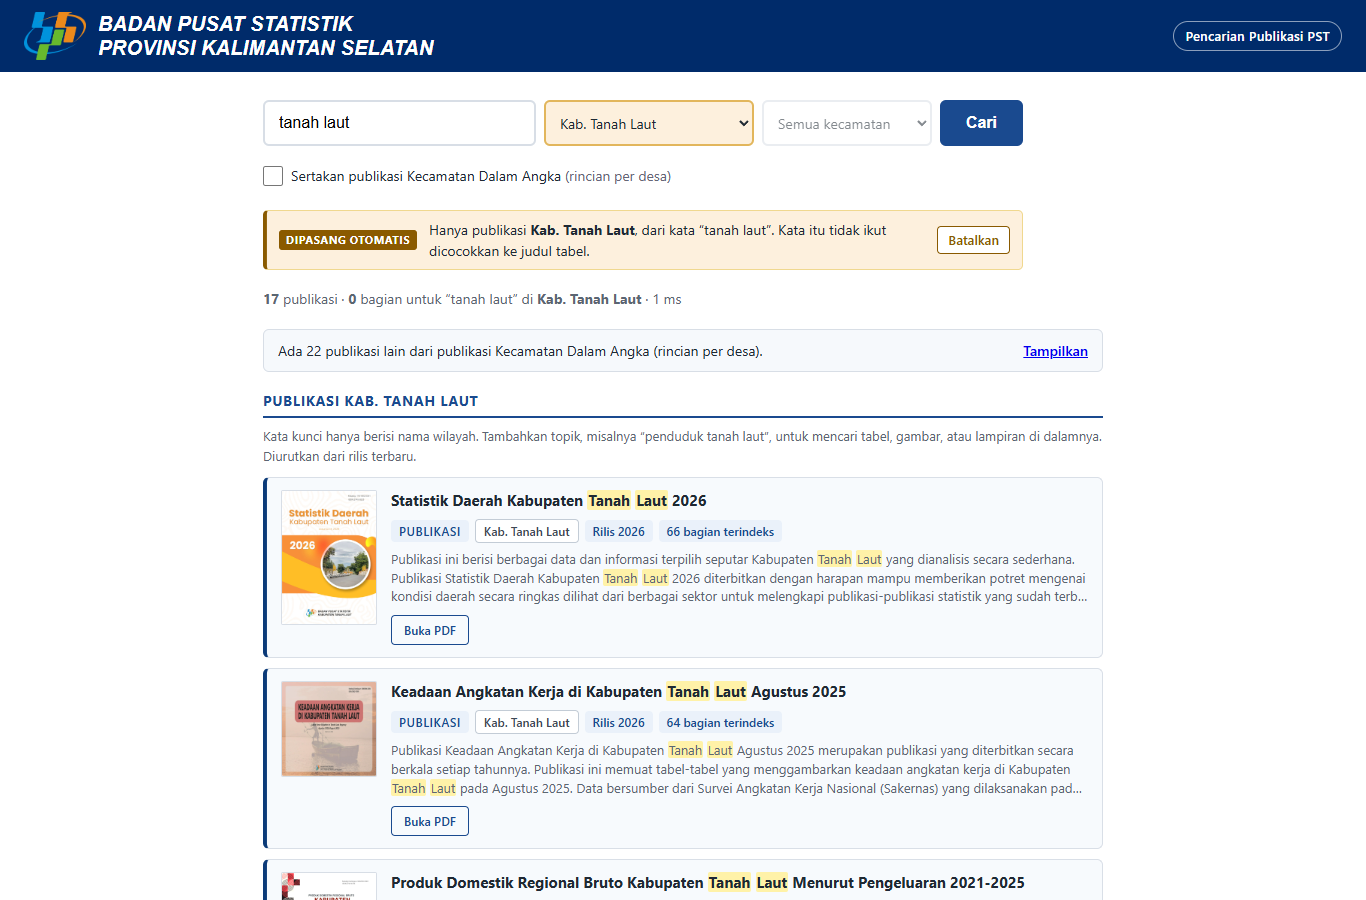 BADAN PUSAT STATISTIK
PROVINSI KALIMANTAN SELATAN
Pencarian Publikasi PST
tanah laut
Kab. Tanah Laut
Semua kecamatan
Cari
Sertakan publikasi Kecamatan Dalam Angka (rincian per desa)
DIPASANG OTOMATIS
Hanya publikasi Kab. Tanah Laut, dari kata “tanah laut”. Kata itu tidak ikut
dicocokkan ke judul tabel.
Batalkan
17 publikasi · 0 bagian untuk “tanah laut” di Kab. Tanah Laut · 1 ms
Ada 22 publikasi lain dari publikasi Kecamatan Dalam Angka (rincian per desa).
Tampilkan
PUBLIKASI KAB. TANAH LAUT
Kata kunci hanya berisi nama wilayah. Tambahkan topik, misalnya “penduduk tanah laut”, untuk mencari tabel, gambar, atau lampiran di dalamnya.
Diurutkan dari rilis terbaru.
Statistik Daerah
Kabupaten Tanah Laut
2026
Statistik Daerah Kabupaten Tanah Laut 2026
PUBLIKASI
Kab. Tanah Laut
Rilis 2026
66 bagian terindeks
Publikasi ini berisi berbagai data dan informasi terpilih seputar Kabupaten Tanah Laut yang dianalisis secara sederhana.
Publikasi Statistik Daerah Kabupaten Tanah Laut 2026 diterbitkan dengan harapan mampu memberikan potret mengenai
kondisi daerah secara ringkas dilihat dari berbagai sektor untuk melengkapi publikasi-publikasi statistik yang sudah terb...
Buka PDF
KEADAAN ANGKATAN KERJA
DI KABUPATEN TANAH LAUT
Keadaan Angkatan Kerja di Kabupaten Tanah Laut Agustus 2025
PUBLIKASI
Kab. Tanah Laut
Rilis 2026
64 bagian terindeks
Publikasi Keadaan Angkatan Kerja di Kabupaten Tanah Laut Agustus 2025 merupakan publikasi yang diterbitkan secara
berkala setiap tahunnya. Publikasi ini memuat tabel-tabel yang menggambarkan keadaan angkatan kerja di Kabupaten
Tanah Laut pada Agustus 2025. Data bersumber dari Survei Angkatan Kerja Nasional (Sakernas) yang dilaksanakan pad...
Buka PDF
Produk Domestik Regional Bruto Kabupaten Tanah Laut Menurut Pengeluaran 2021-2025